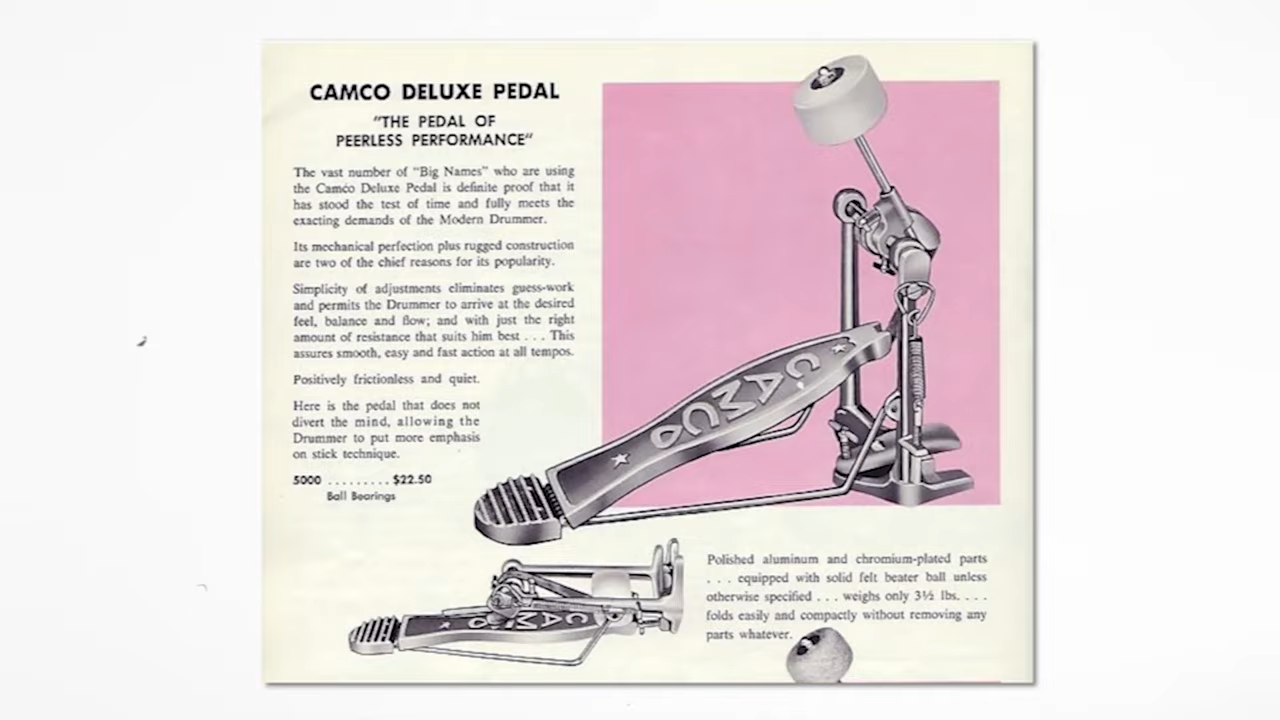 CAMCO DELUXE PEDAL
"THE PEDAL OF
PEERLESS PERFORMANCE"
The vast number of "Big Names" who are using
the Camco Deluxe Pedal is definite proof that it
has stood the test of time and fully meets the
exacting demands of the Modern Drummer.
Its mechanical perfection plus rugged construction
are two of the chief reasons for its popularity.
Simplicity of adjustments eliminates guess-work
and permits the Drummer to arrive at the desired
feel, balance and flow; and with just the right
amount of resistance that suits him best . . . This
assures smooth, easy and fast action at all tempos.
Positively frictionless and quiet.
Here is the pedal that does not
divert the mind, allowing the
Drummer to put more emphasis
on stick technique.
5000 ......... $22.50
Ball Bearings
CAMCO
CAMCO
Polished aluminum and chromium-plated parts
. . . equipped with solid felt beater ball unless
otherwise specified . . . weighs only 3½ lbs. . . .
folds easily and compactly without removing any
parts whatever.